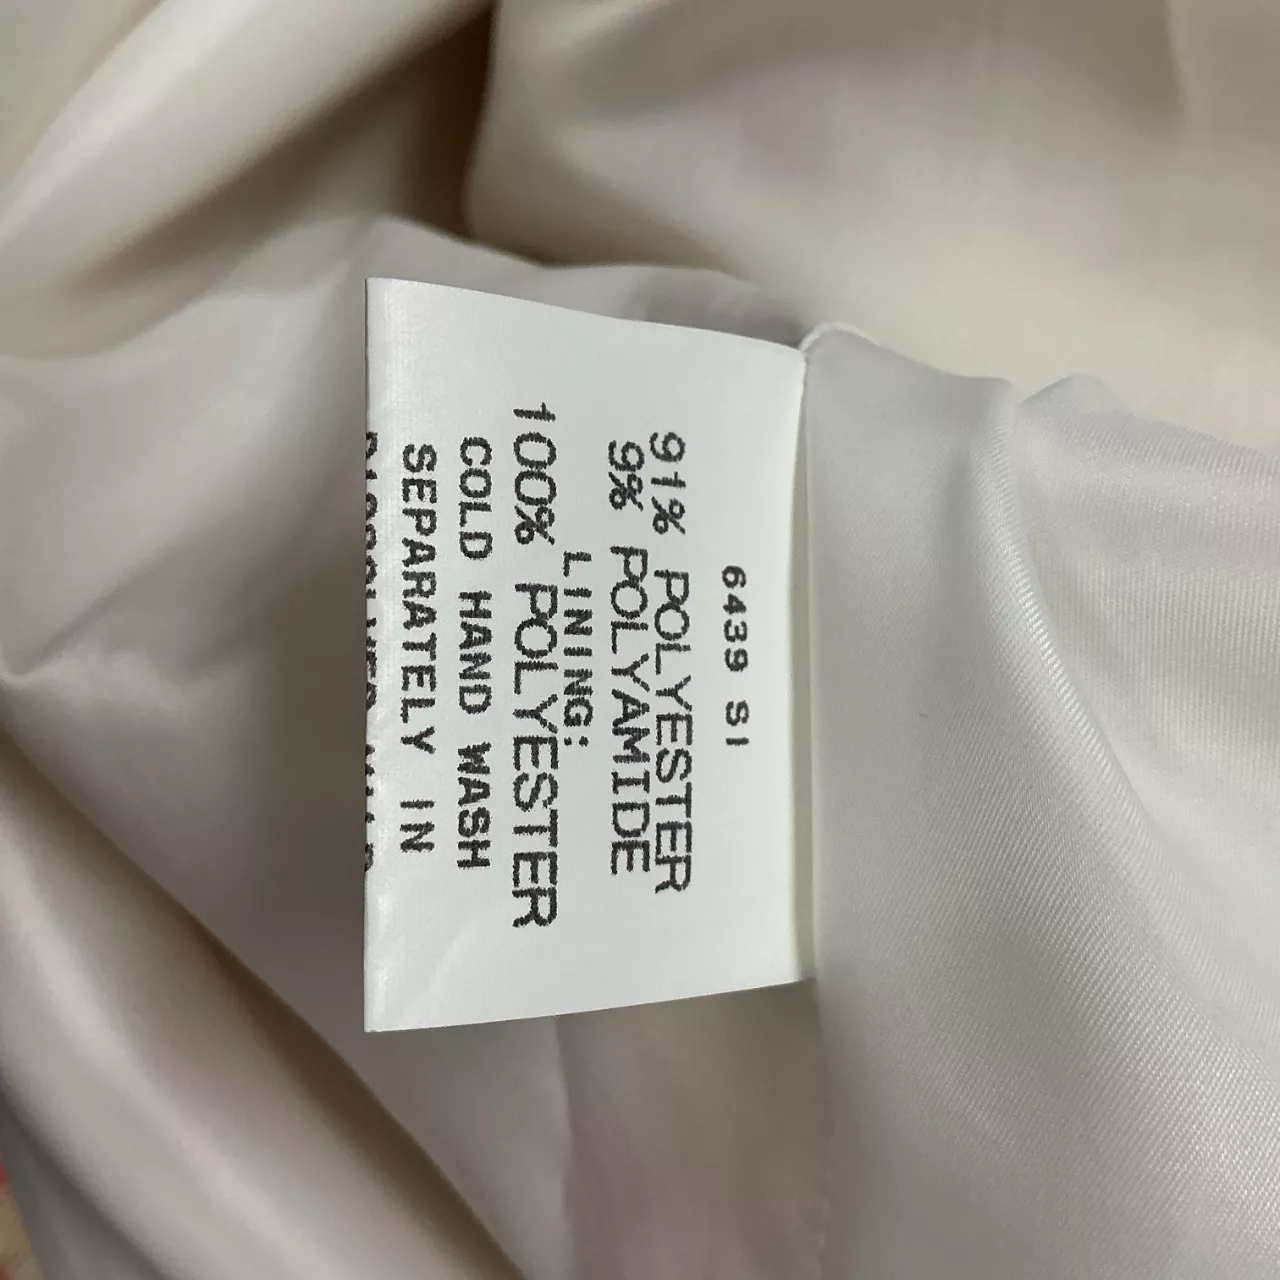 6439 SI
91% POLYESTER
9% POLYAMIDE
LINING:
100% POLYESTER
COLD HAND WASH
SEPARATELY IN